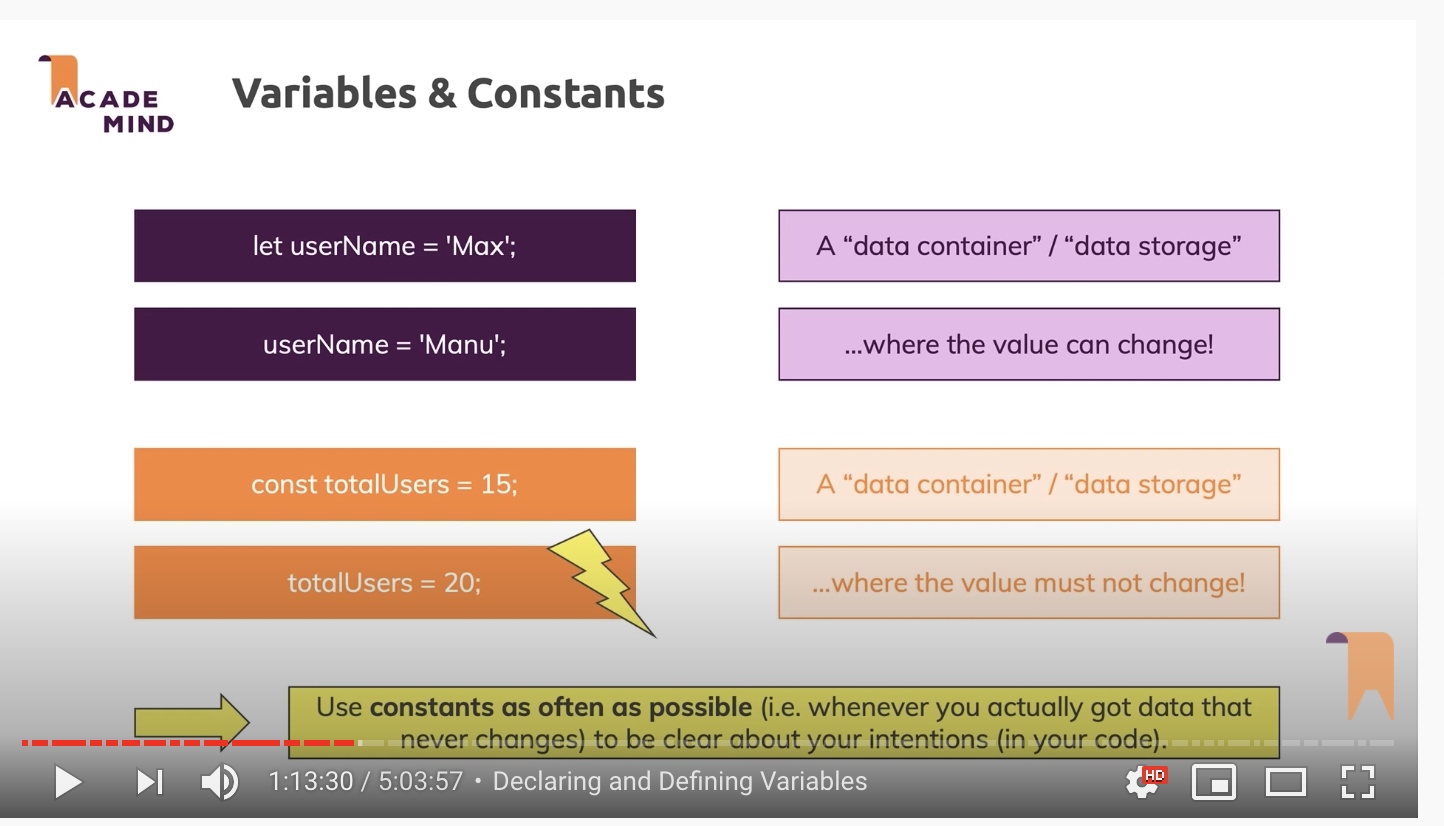 ACADE
MIND
Variables & Constants
let userName = 'Max';
A “data container” / “data storage”
userName = 'Manu';
...where the value can change!
const totalUsers = 15;
A “data container” / “data storage”
totalUsers = 20;
...where the value must not change!
Use constants as often as possible (i.e. whenever you actually got data that
never changes) to be clear about your intentions (in your code).
1:13:30 / 5:03:57 • Declaring and Defining Variables
HD